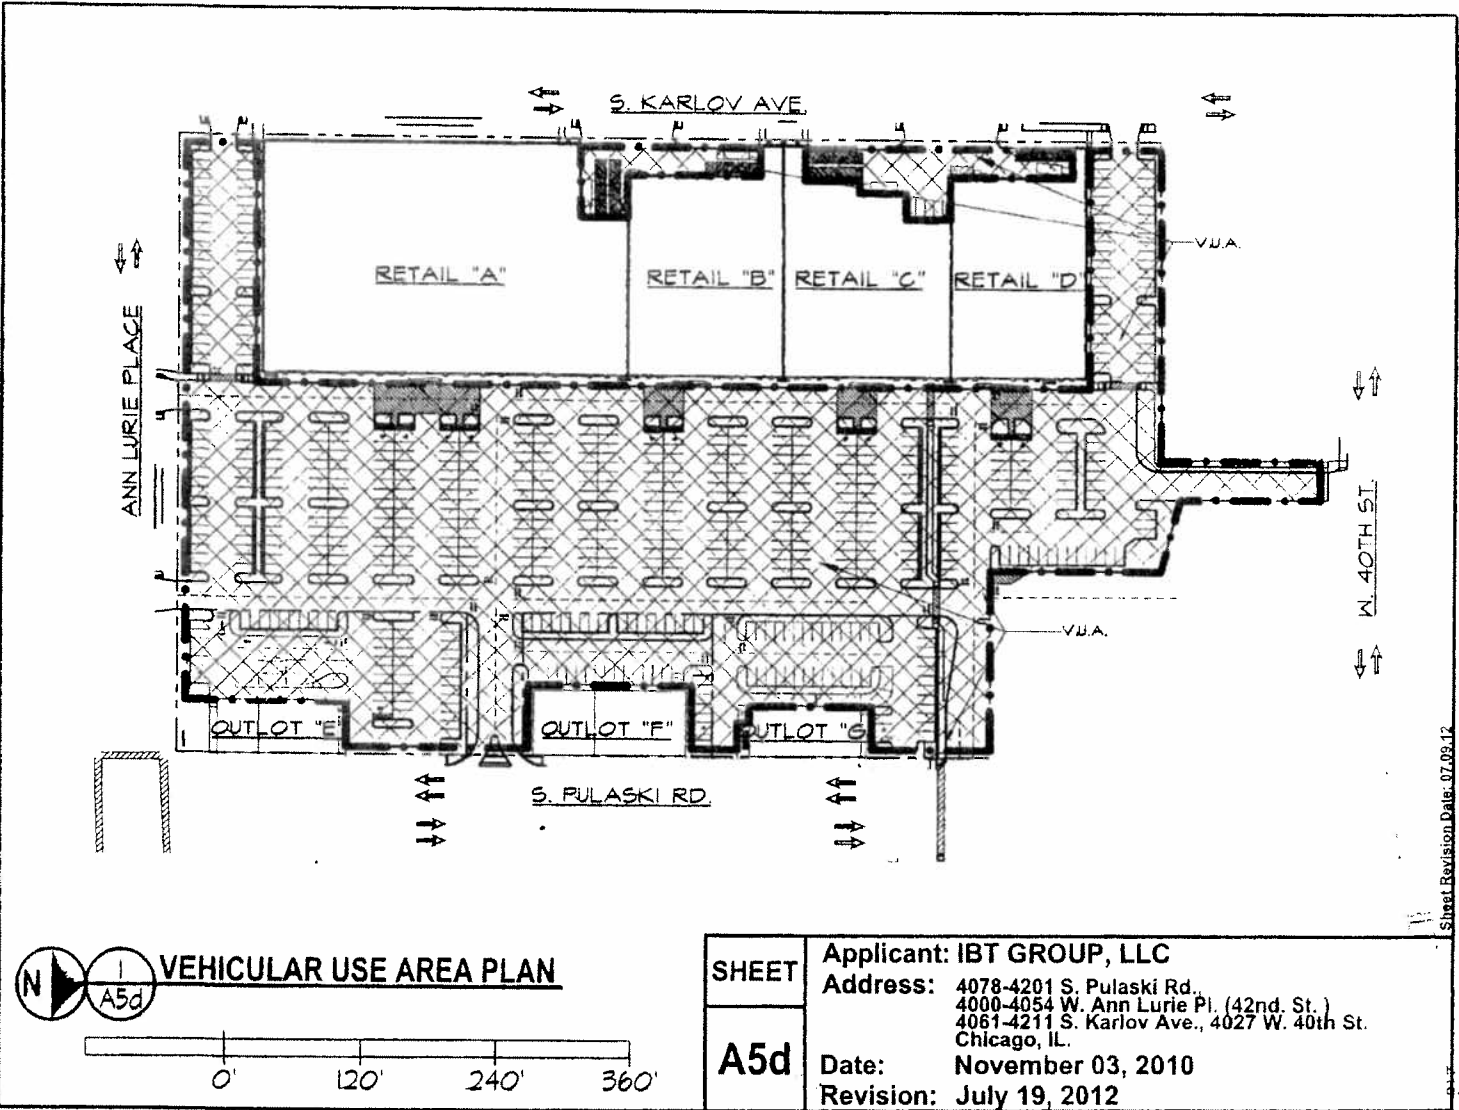 S. KARLOV AVE.
V.U.A.
RETAIL "A"
RETAIL "B"
RETAIL "C"
RETAIL "D"
ANN LURIE PLACE
W. 40TH ST.
V.U.A.
OUTLOT "E"
OUTLOT "F"
OUTLOT "G
S. PULASKI RD.
Sheet Revision Date: 07.09.12
N
1
A5d
VEHICULAR USE AREA PLAN
0' 120' 240' 360'
SHEET
A5d
Applicant: IBT GROUP, LLC
Address: 4078-4201 S. Pulaski Rd.,
4000-4054 W. Ann Lurie Pl. (42nd. St.)
4061-4211 S. Karlov Ave., 4027 W. 40th St.
Chicago, IL.
Date: November 03, 2010
Revision: July 19, 2012